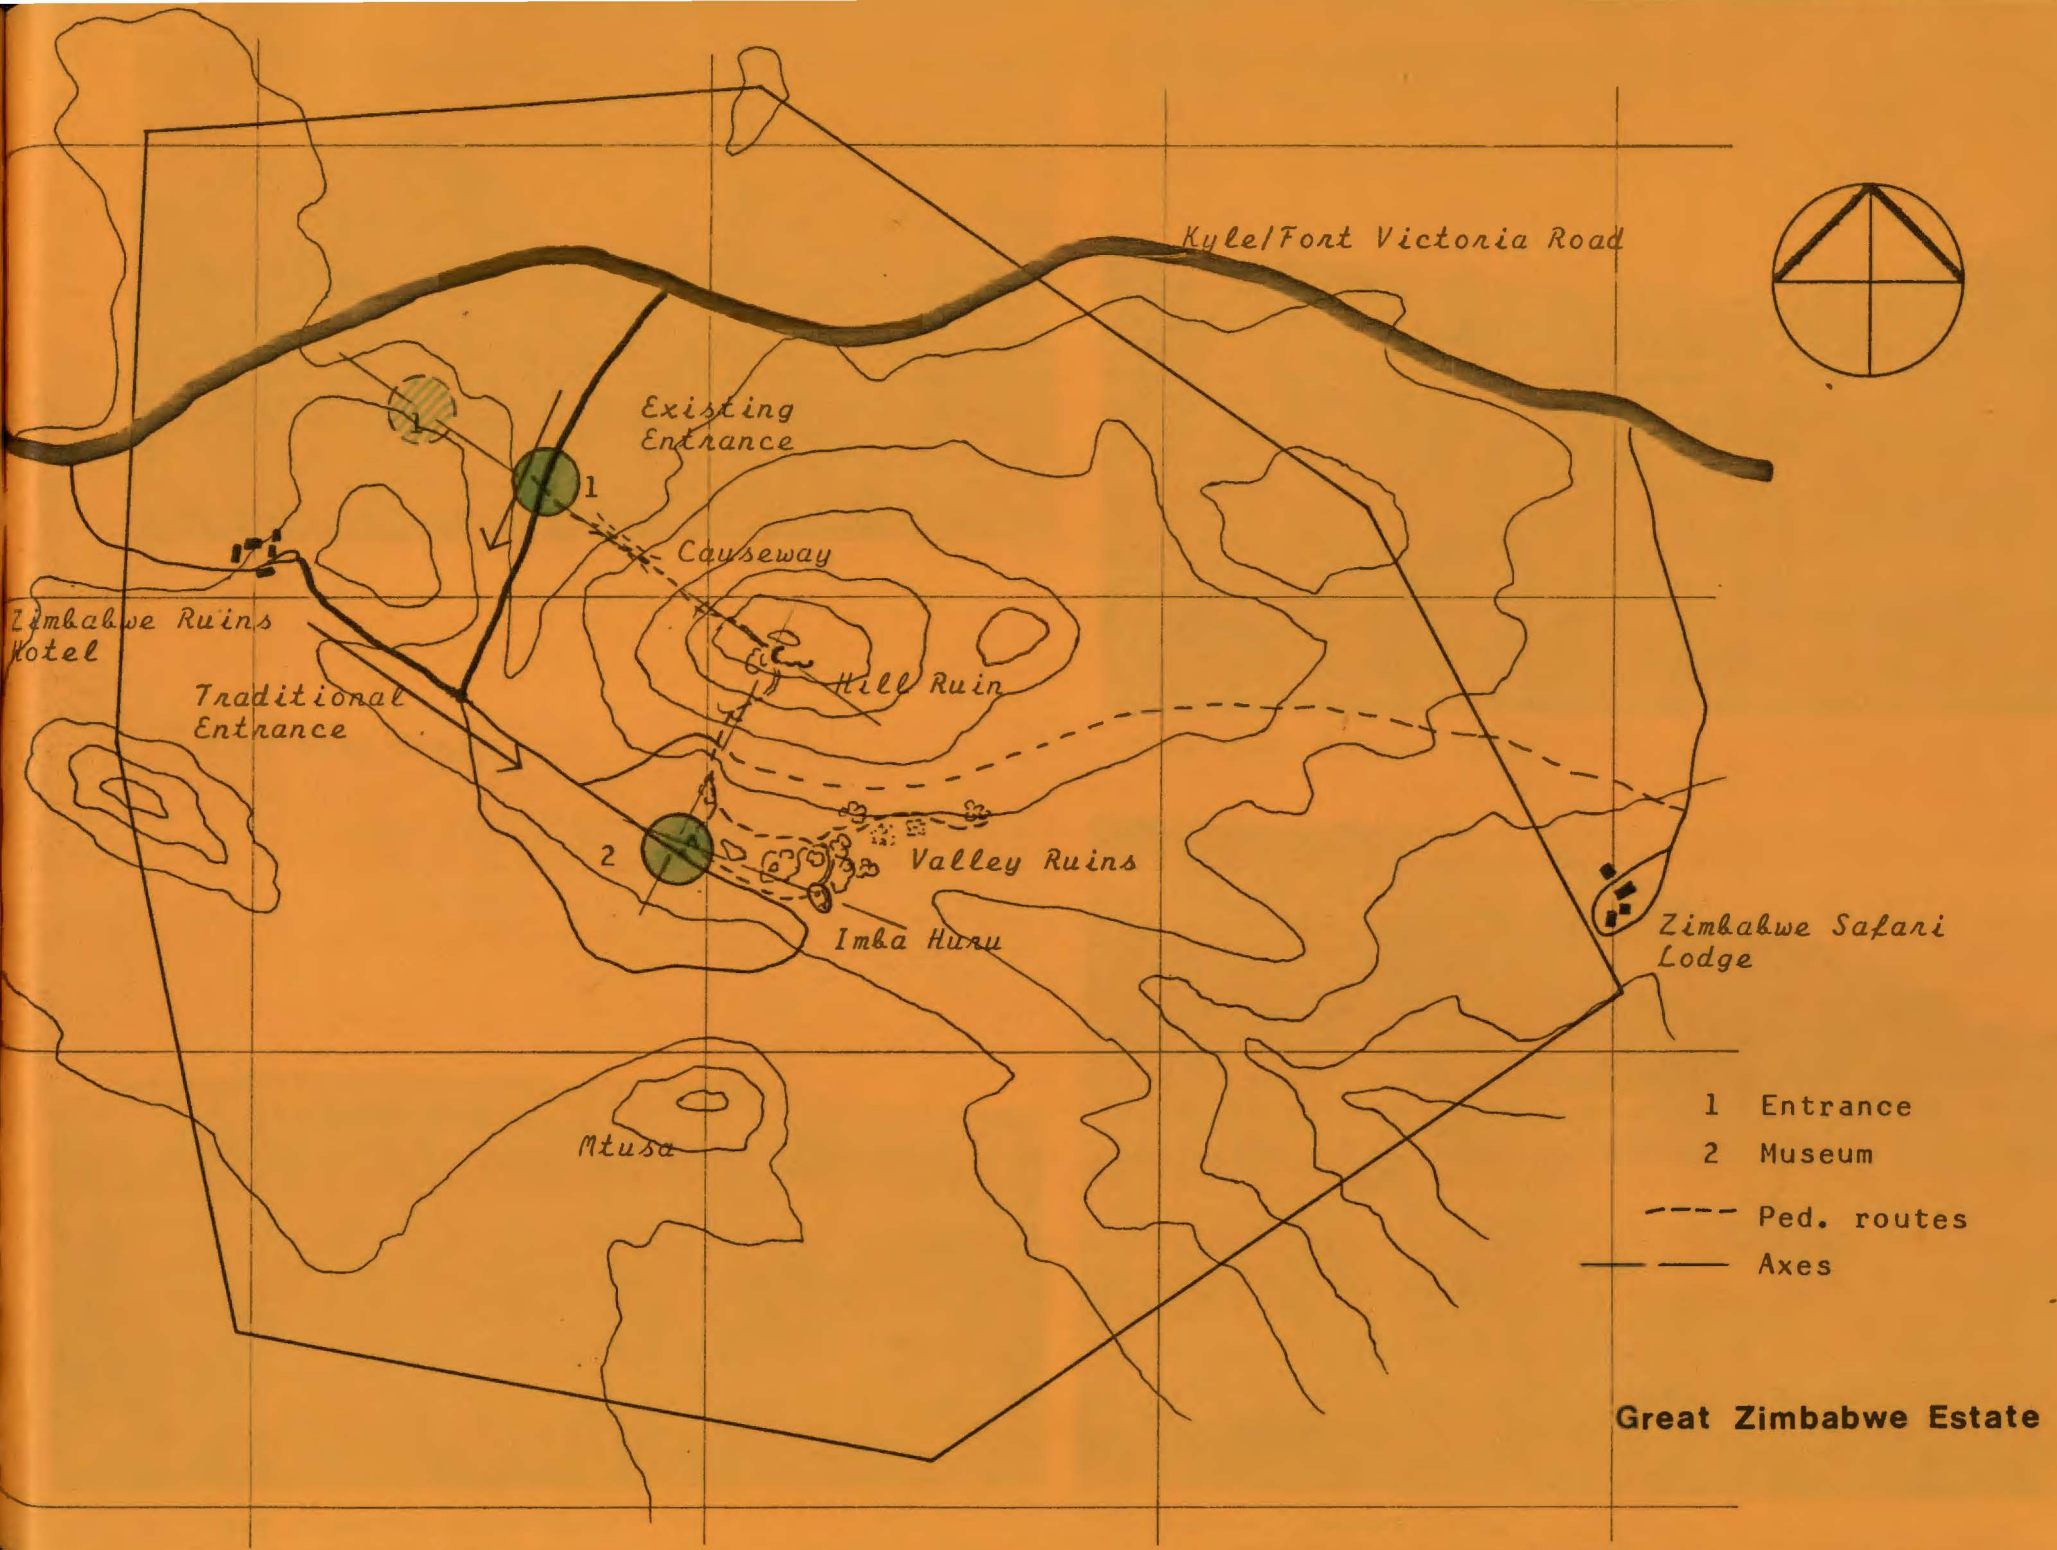 Kyle/Fort Victoria Road
Existing
Entrance
1
1
Causeway
Zimbabwe Ruins
Hotel
Hill Ruin
Traditional
Entrance
2
Valley Ruins
Imba Huru
Zimbabwe Safari
Lodge
Mtusa
1 Entrance
2 Museum
Ped. routes
Axes
Great Zimbabwe Estate